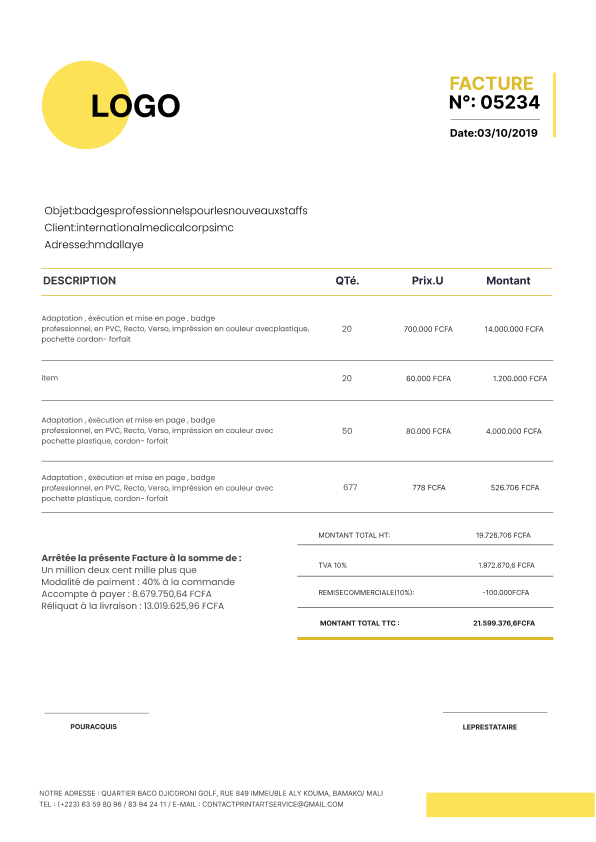 LOGO
FACTURE
N°: 05234
Date:03/10/2019
Objet:badgesprofessionnelspourlesnouveauxstaffs
Client:internationalmedicalcorpsimc
Adresse:hmdallaye
DESCRIPTION QTé. Prix.U Montant
Adaptation , éxécution et mise en page , badge
professionnel, en PVC, Recto, Verso, impréssion en couleur avecplastique, 20 700.000 FCFA 14.000.000 FCFA
pochette cordon- forfait
item 20 60.000 FCFA 1.200.000 FCFA
Adaptation , éxécution et mise en page , badge
professionnel, en PVC, Recto, Verso, impréssion en couleur avec 50 80.000 FCFA 4.000.000 FCFA
pochette plastique, cordon- forfait
Adaptation , éxécution et mise en page , badge
professionnel, en PVC, Recto, Verso, impréssion en couleur avec 677 778 FCFA 526.706 FCFA
pochette plastique, cordon- forfait
MONTANT TOTAL HT: 19.726.706 FCFA
TVA 10% 1.972.670,6 FCFA
REMISECOMMERCIALE(10%): -100.000FCFA
MONTANT TOTAL TTC : 21.599.376,6FCFA
Arrêtée la présente Facture à la somme de :
Un million deux cent mille plus que
Modalité de paiment : 40% à la commande
Accompte à payer : 8.679.750,64 FCFA
Réliquat à la livraison : 13.019.625,96 FCFA
POURACQUIS LEPRESTATAIRE
NOTRE ADRESSE : QUARTIER BACO DJICORONI GOLF, RUE 849 IMMEUBLE ALY KOUMA, BAMAKO/ MALI
TEL : (+223) 63 59 80 96 / 83 94 24 11 / E-MAIL : CONTACTPRINTARTSERVICE@GMAIL.COM